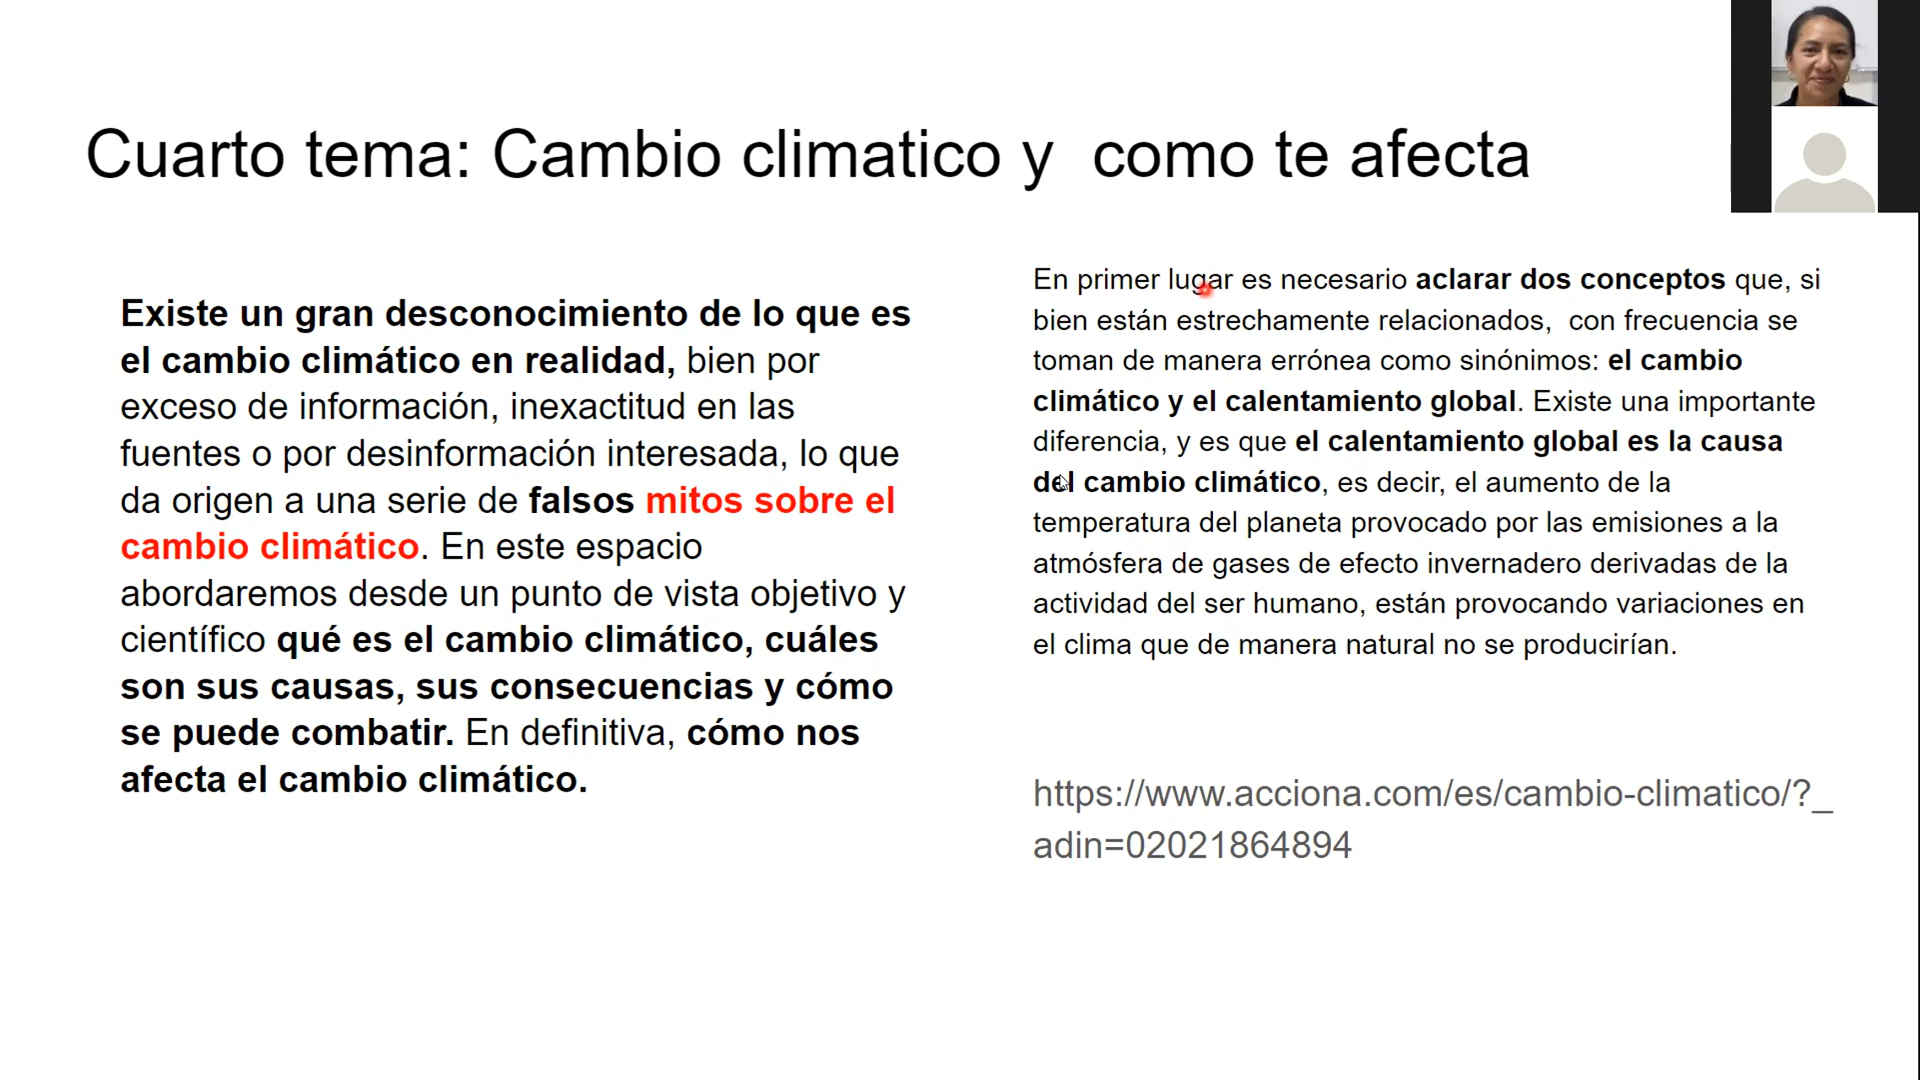 Cuarto tema: Cambio climatico y  como te afecta
Existe un gran desconocimiento de lo que es
el cambio climático en realidad, bien por
exceso de información, inexactitud en las
fuentes o por desinformación interesada, lo que
da origen a una serie de falsos mitos sobre el
cambio climático. En este espacio
abordaremos desde un punto de vista objetivo y
científico qué es el cambio climático, cuáles
son sus causas, sus consecuencias y cómo
se puede combatir. En definitiva, cómo nos
afecta el cambio climático.
En primer lugar es necesario aclarar dos conceptos que, si
bien están estrechamente relacionados,  con frecuencia se
toman de manera errónea como sinónimos: el cambio
climático y el calentamiento global. Existe una importante
diferencia, y es que el calentamiento global es la causa
del cambio climático, es decir, el aumento de la
temperatura del planeta provocado por las emisiones a la
atmósfera de gases de efecto invernadero derivadas de la
actividad del ser humano, están provocando variaciones en
el clima que de manera natural no se producirían.
https://www.acciona.com/es/cambio-climatico/?_
adin=02021864894